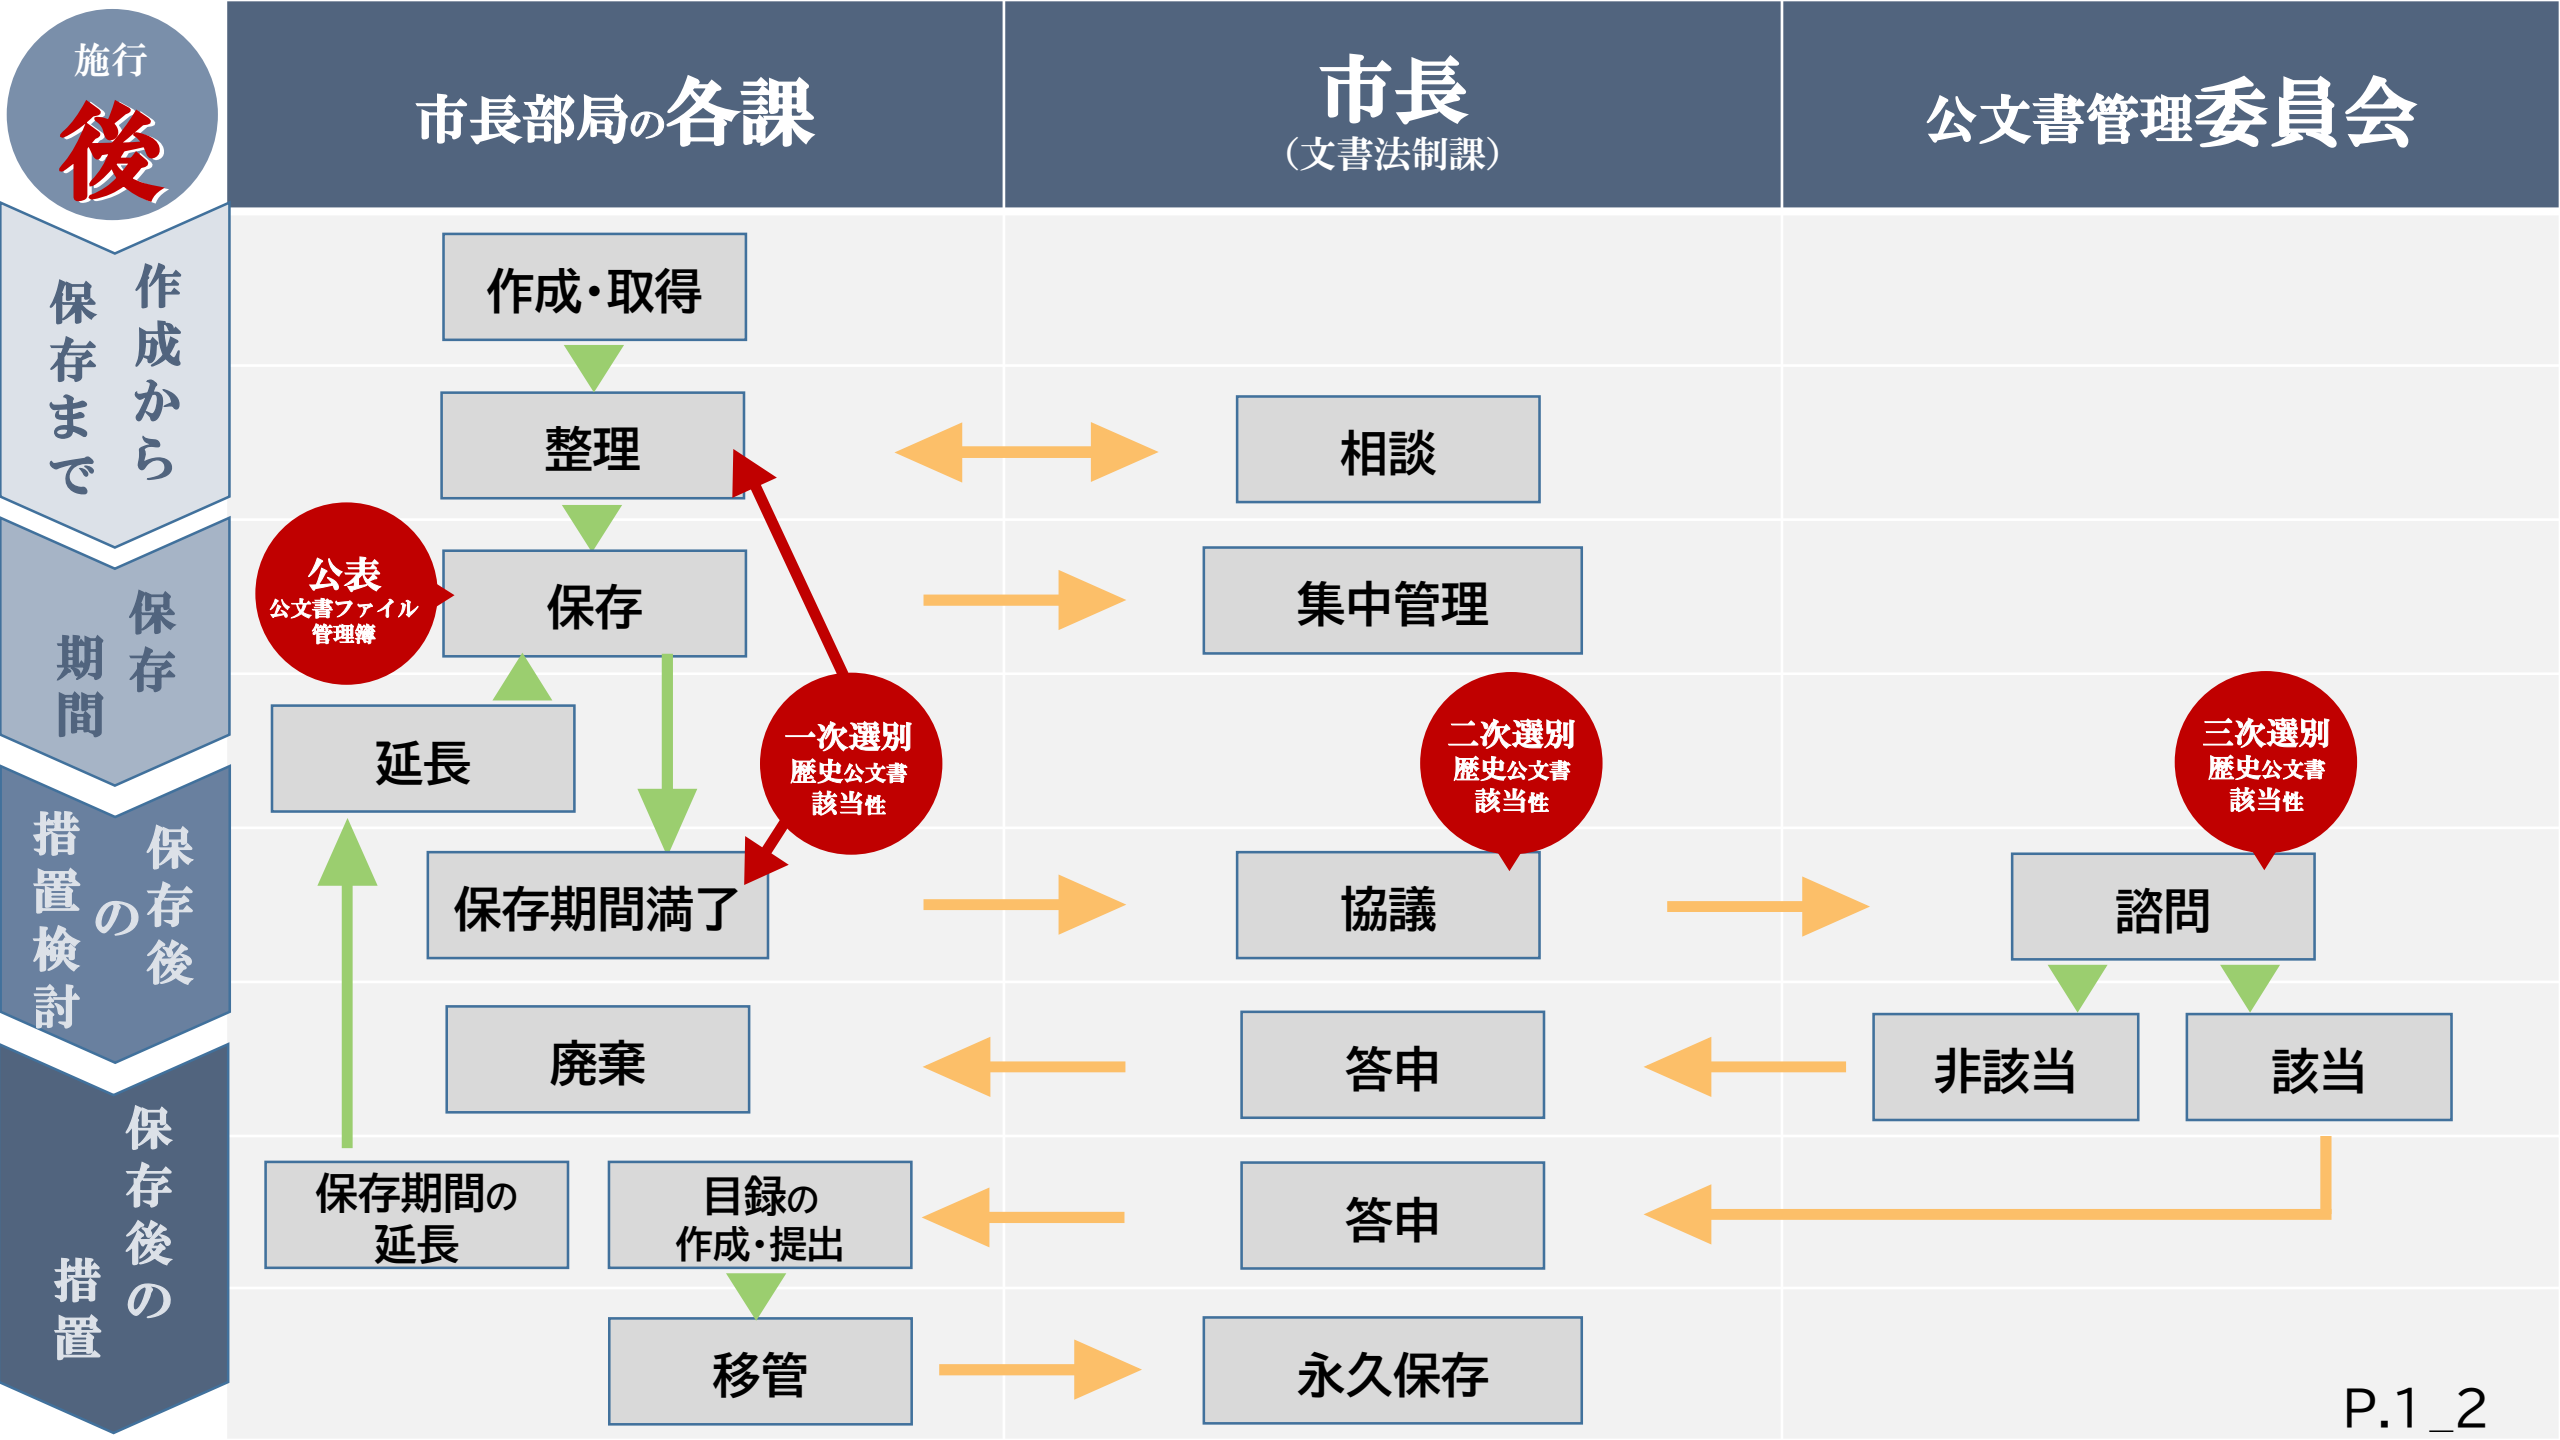 施行
後
市長部局の各課
市長
（文書法制課）
公文書管理委員会
作成から
保存まで
保存
期間
保存後
の
措置検討
保存後の
措置
作成・取得
整理
相談
公表
公文書ファイル
管理簿
保存
集中管理
延長
一次選別
歴史公文書
該当性
二次選別
歴史公文書
該当性
三次選別
歴史公文書
該当性
保存期間満了
協議
諮問
廃棄
答申
非該当
該当
保存期間の
延長
目録の
作成・提出
答申
移管
永久保存
P.1_2